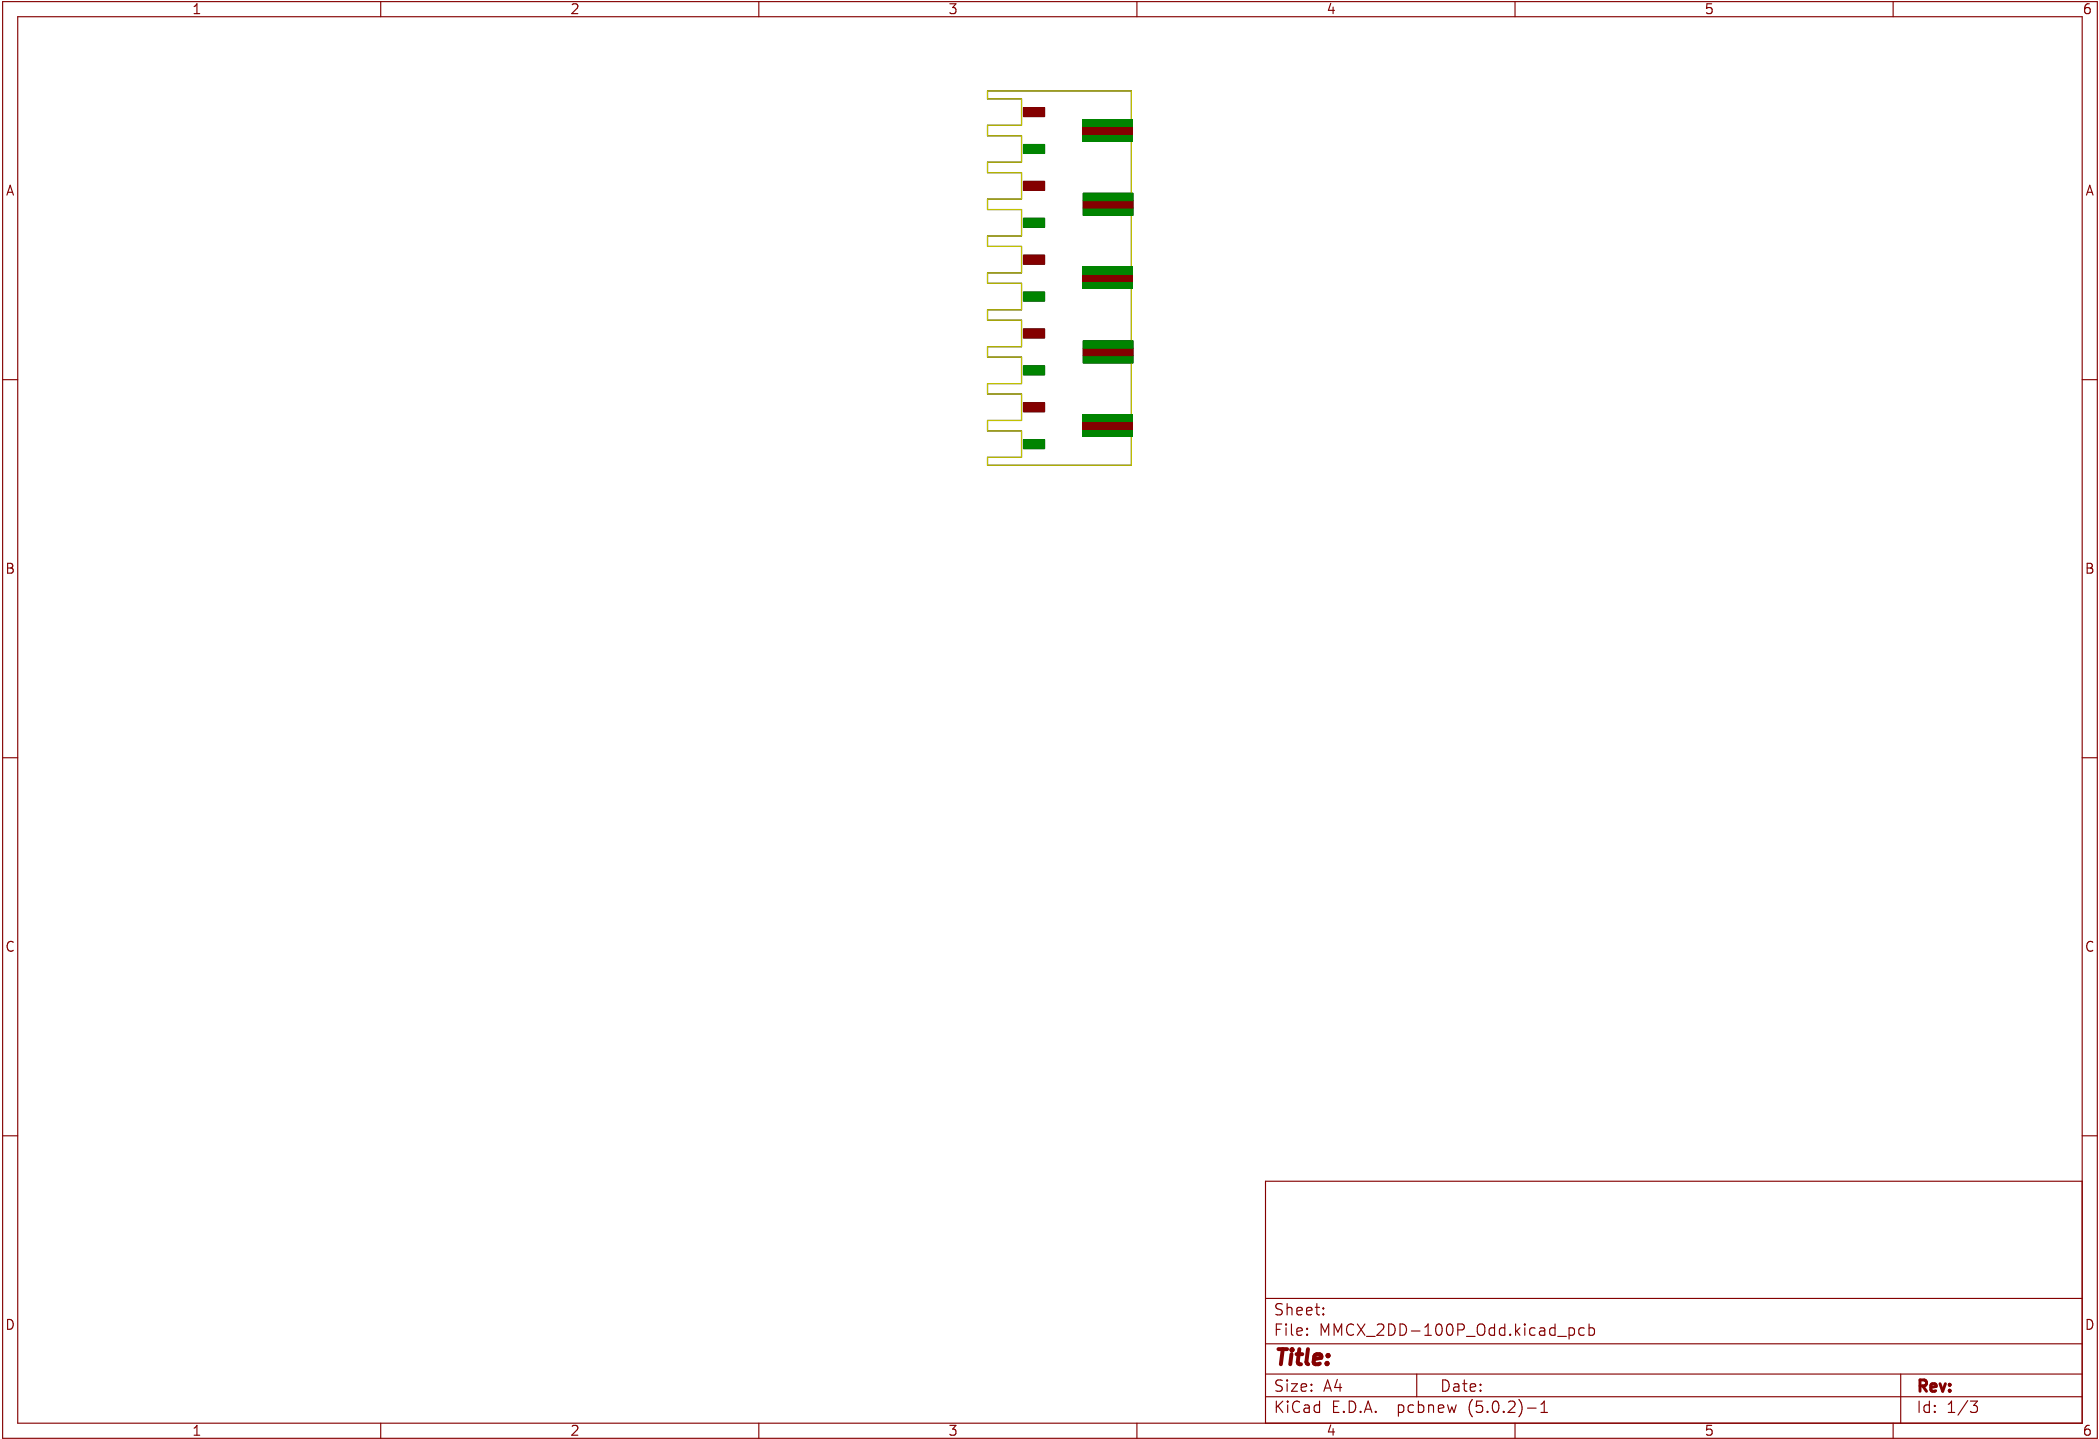 1 2 3 4 5 6
A A
B B
C C
D D
Sheet:
File: MMCX_2DD-100P_Odd.kicad_pcb
Title:
Size: A4 Date: Rev:
KiCad E.D.A. pcbnew (5.0.2)-1 Id: 1/3
1 2 3 4 5 6